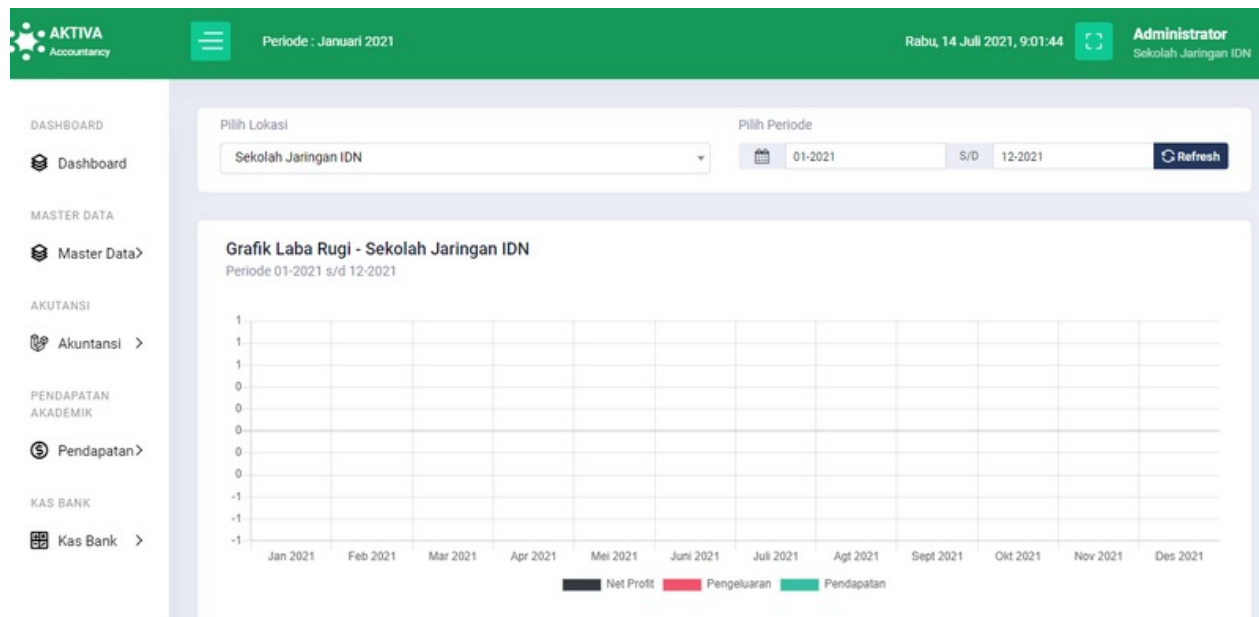 AKTIVA
Accountancy
Periode : Januari 2021
Rabu, 14 Juli 2021, 9:01:44
Administrator
Sekolah Jaringan IDN
DASHBOARD
Dashboard
MASTER DATA
Master Data
AKUTANSI
Akuntansi
PENDAPATAN
AKADEMIK
Pendapatan
KAS BANK
Kas Bank
Pilih Lokasi
Sekolah Jaringan IDN
Pilih Periode
01-2021 S/D 12-2021 Refresh
Grafik Laba Rugi - Sekolah Jaringan IDN
Periode 01-2021 s/d 12-2021
1
1
1
0
0
0
0
0
-1
-1
-1
Jan 2021 Feb 2021 Mar 2021 Apr 2021 Mei 2021 Juni 2021 Juli 2021 Agt 2021 Sept 2021 Okt 2021 Nov 2021 Des 2021
Net Profit Pengeluaran Pendapatan